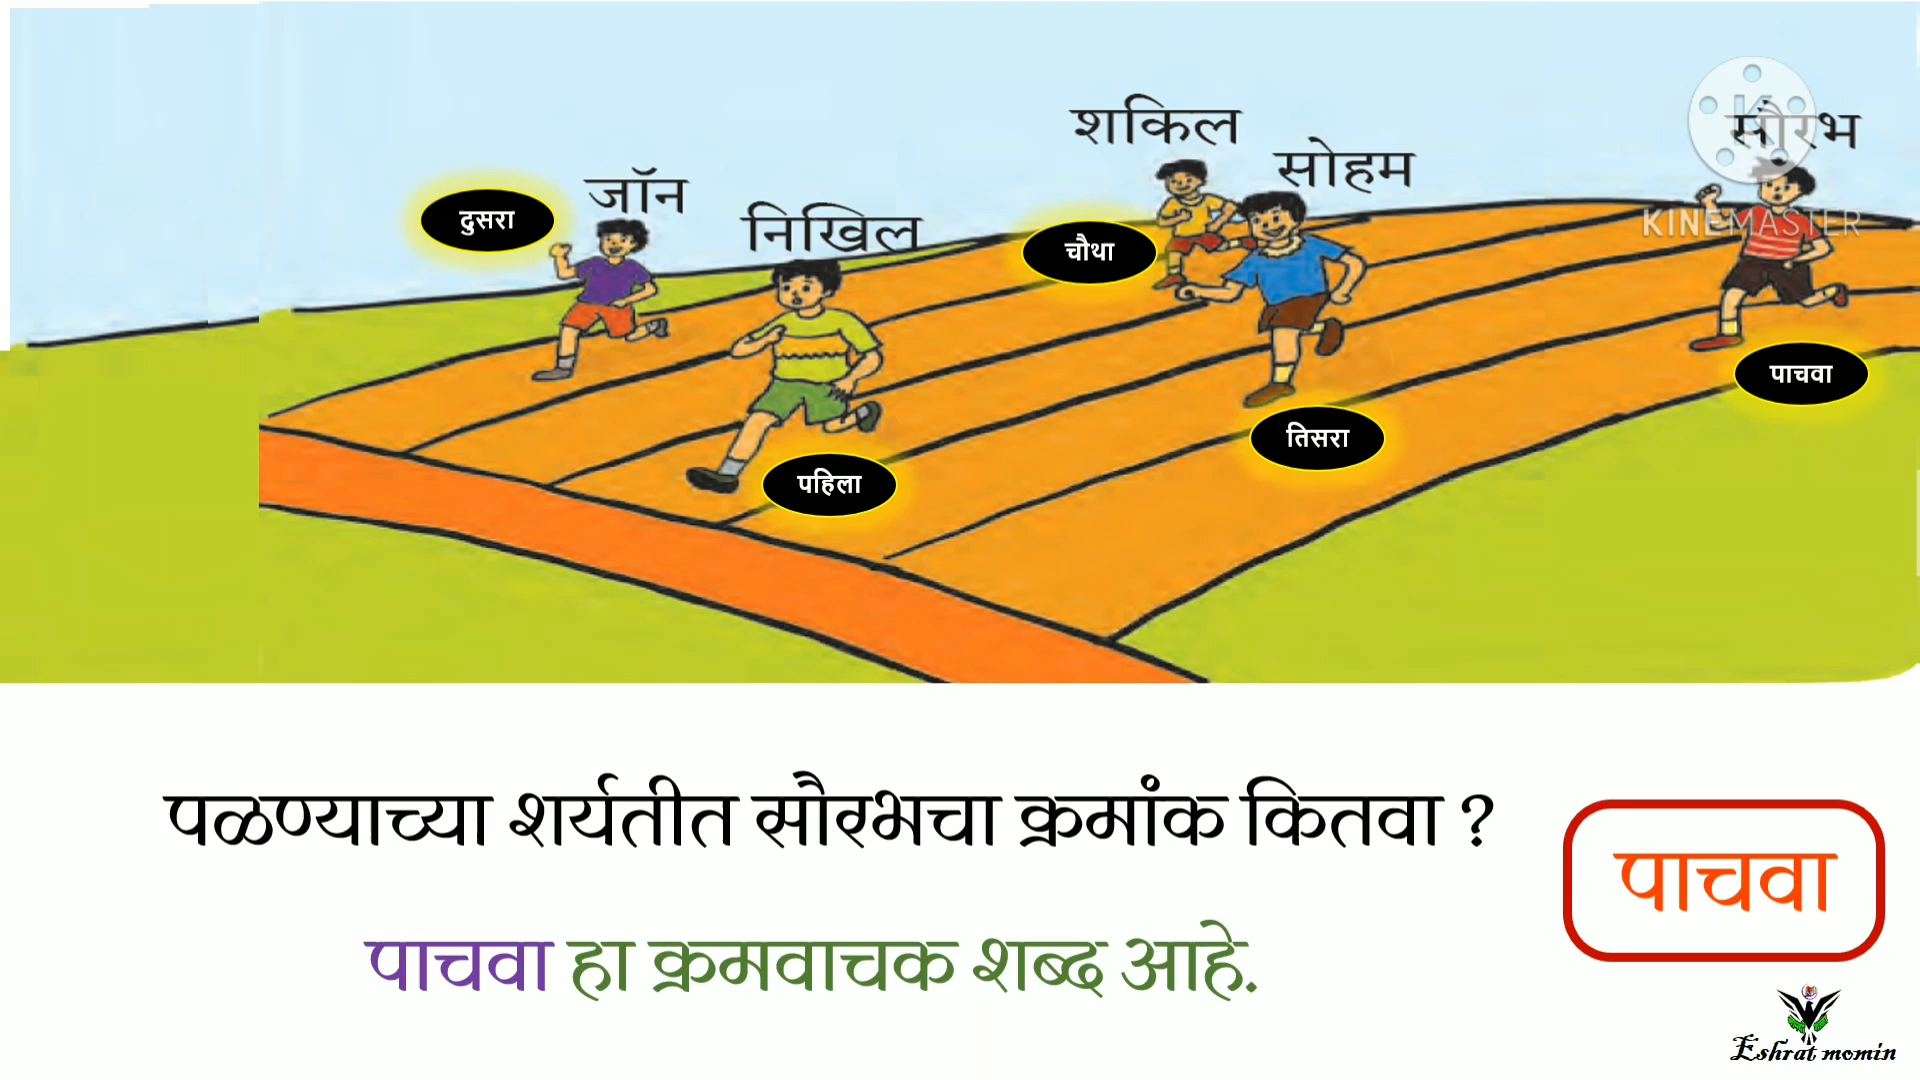 शकिल
सौरभ
सोहम
जॉन
दुसरा
निखिल
चौथा
KINEMASTER
पाचवा
तिसरा
पहिला
पळण्याच्या शर्यतीत सौरभचा क्रमांक कितवा ?
पाचवा
पाचवा हा क्रमवाचक शब्द आहे.
Eshrat momin